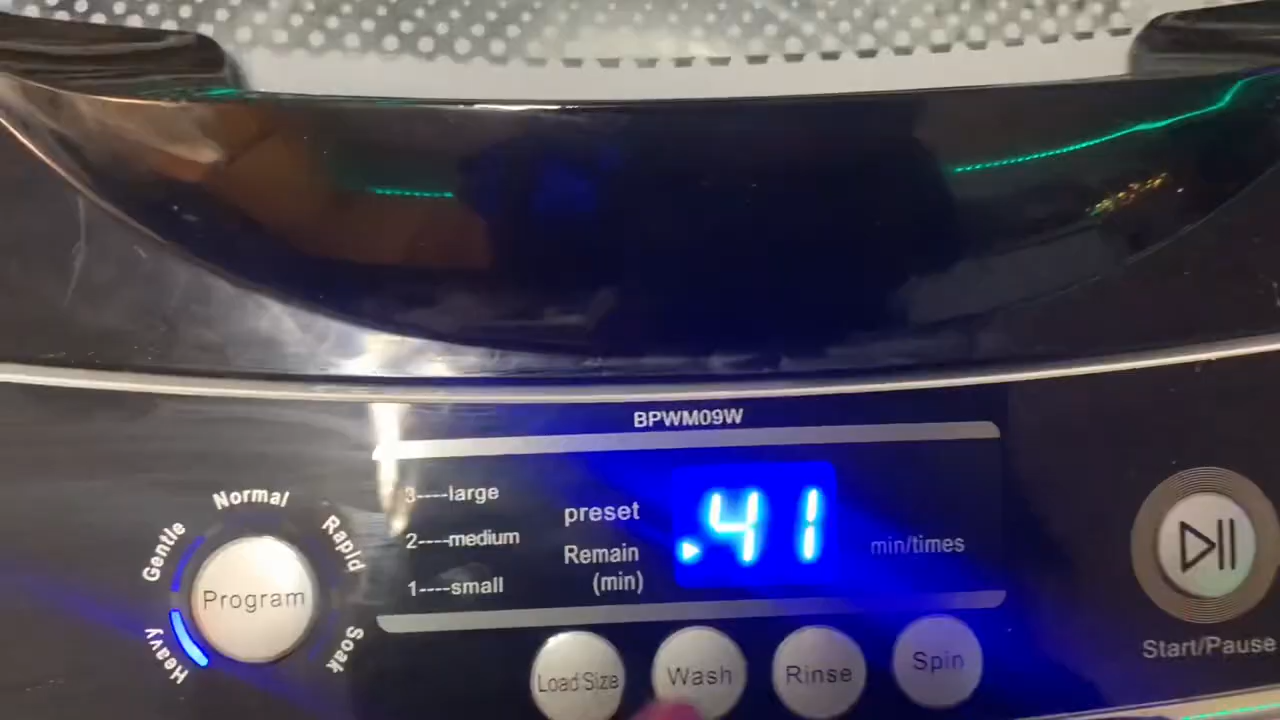 BPWM09W
3----large
2----medium
1----small
preset
Remain
(min)
41
min/times
Normal
Gentle
Rapid
Heavy
Soak
Program
Load Size
Wash
Rinse
Spin
Start/Pause